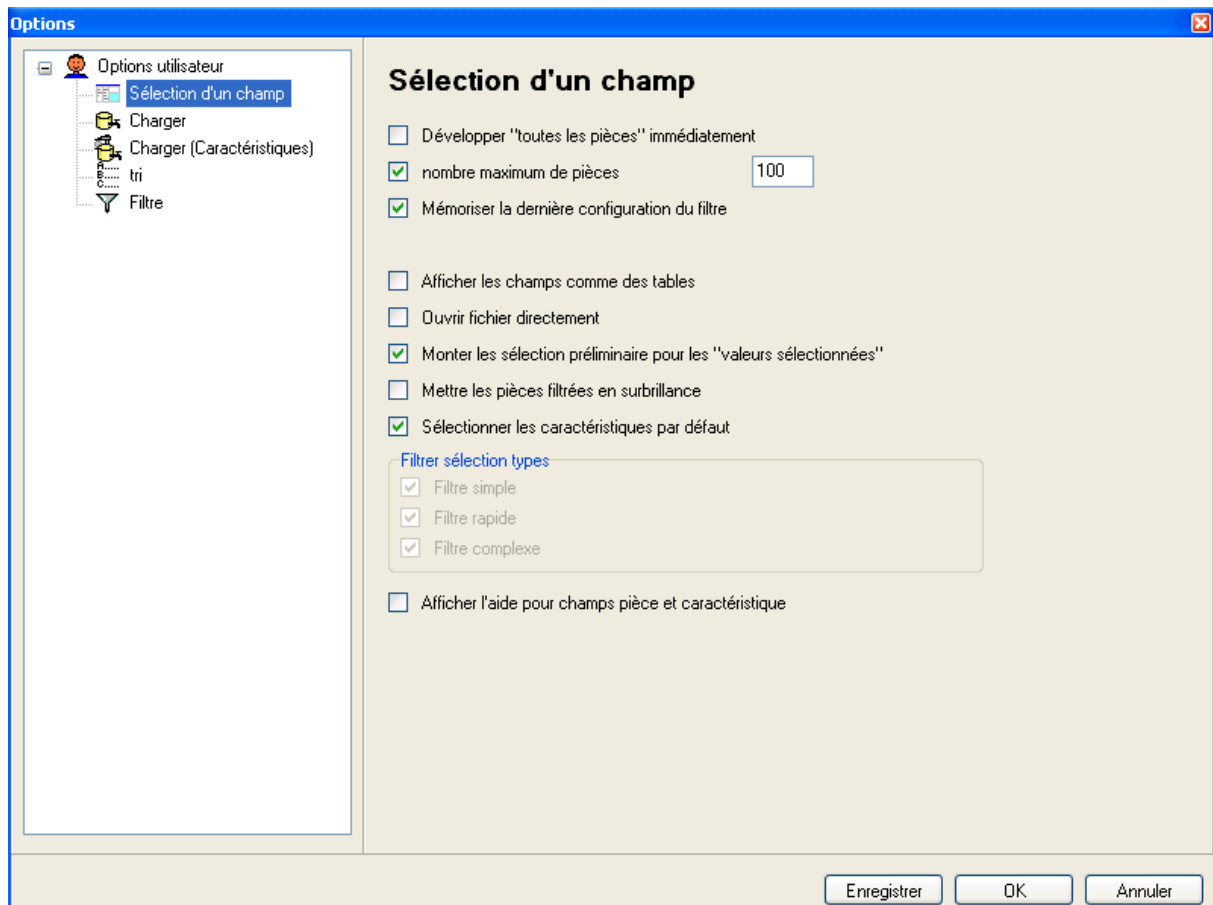 Options
Options utilisateur
Sélection d'un champ
Charger
Charger (Caractéristiques)
tri
Filtre
Sélection d'un champ
Développer "toutes les pièces" immédiatement
nombre maximum de pièces 100
Mémoriser la dernière configuration du filtre
Afficher les champs comme des tables
Ouvrir fichier directement
Monter les sélection préliminaire pour les "valeurs sélectionnées"
Mettre les pièces filtrées en surbrillance
Sélectionner les caractéristiques par défaut
Filtrer sélection types
Filtre simple
Filtre rapide
Filtre complexe
Afficher l'aide pour champs pièce et caractéristique
Enregistrer OK Annuler